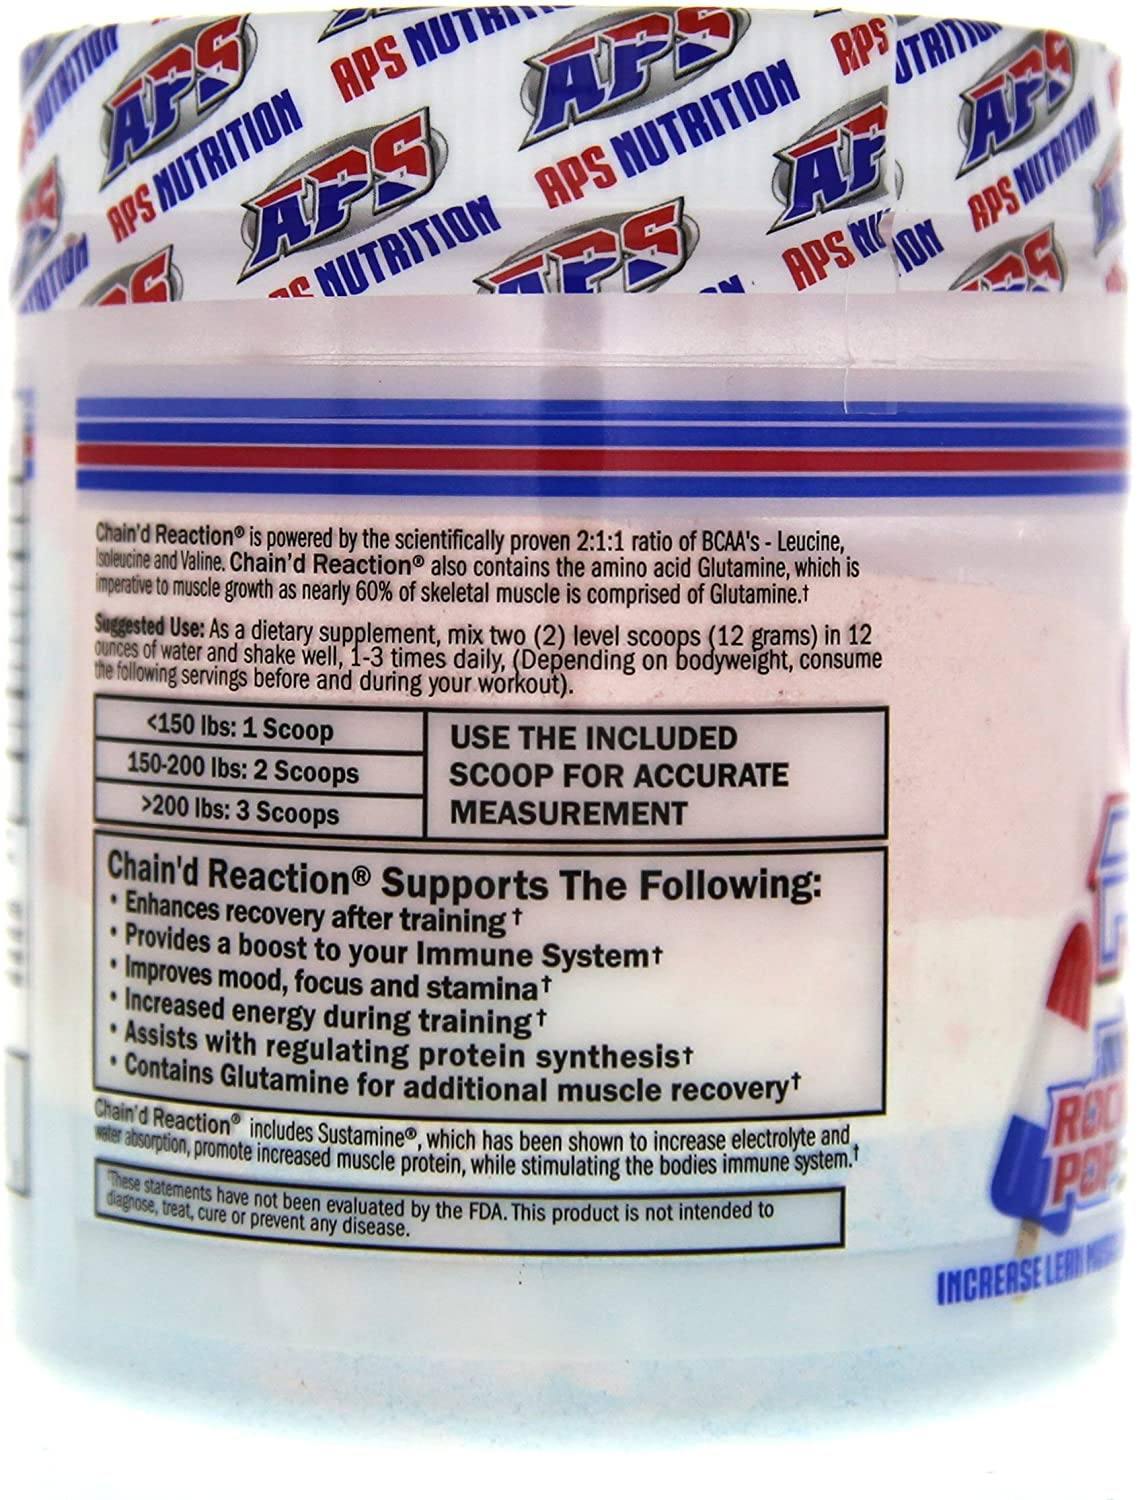 APS
APS NUTRITION
APS
APS NUTRITION
APS NUTRITION
APS
APS NUTRITION
APS
APS
APS NUTRITION
APS
Chain'd Reaction® is powered by the scientifically proven 2:1:1 ratio of BCAA's - Leucine,
Isoleucine and Valine. Chain'd Reaction® also contains the amino acid Glutamine, which is
imperative to muscle growth as nearly 60% of skeletal muscle is comprised of Glutamine.†
Suggested Use: As a dietary supplement, mix two (2) level scoops (12 grams) in 12
ounces of water and shake well, 1-3 times daily, (Depending on bodyweight, consume
the following servings before and during your workout).
<150 lbs: 1 Scoop
150-200 lbs: 2 Scoops
>200 lbs: 3 Scoops
USE THE INCLUDED
SCOOP FOR ACCURATE
MEASUREMENT
Chain'd Reaction® Supports The Following:
• Enhances recovery after training†
• Provides a boost to your Immune System†
• Improves mood, focus and stamina†
• Increased energy during training†
• Assists with regulating protein synthesis†
• Contains Glutamine for additional muscle recovery†
Chain'd Reaction® includes Sustamine®, which has been shown to increase electrolyte and
water absorption, promote increased muscle protein, while stimulating the bodies immune system.†
†These statements have not been evaluated by the FDA. This product is not intended to
diagnose, treat, cure or prevent any disease.
POP
INCREASE LEAN